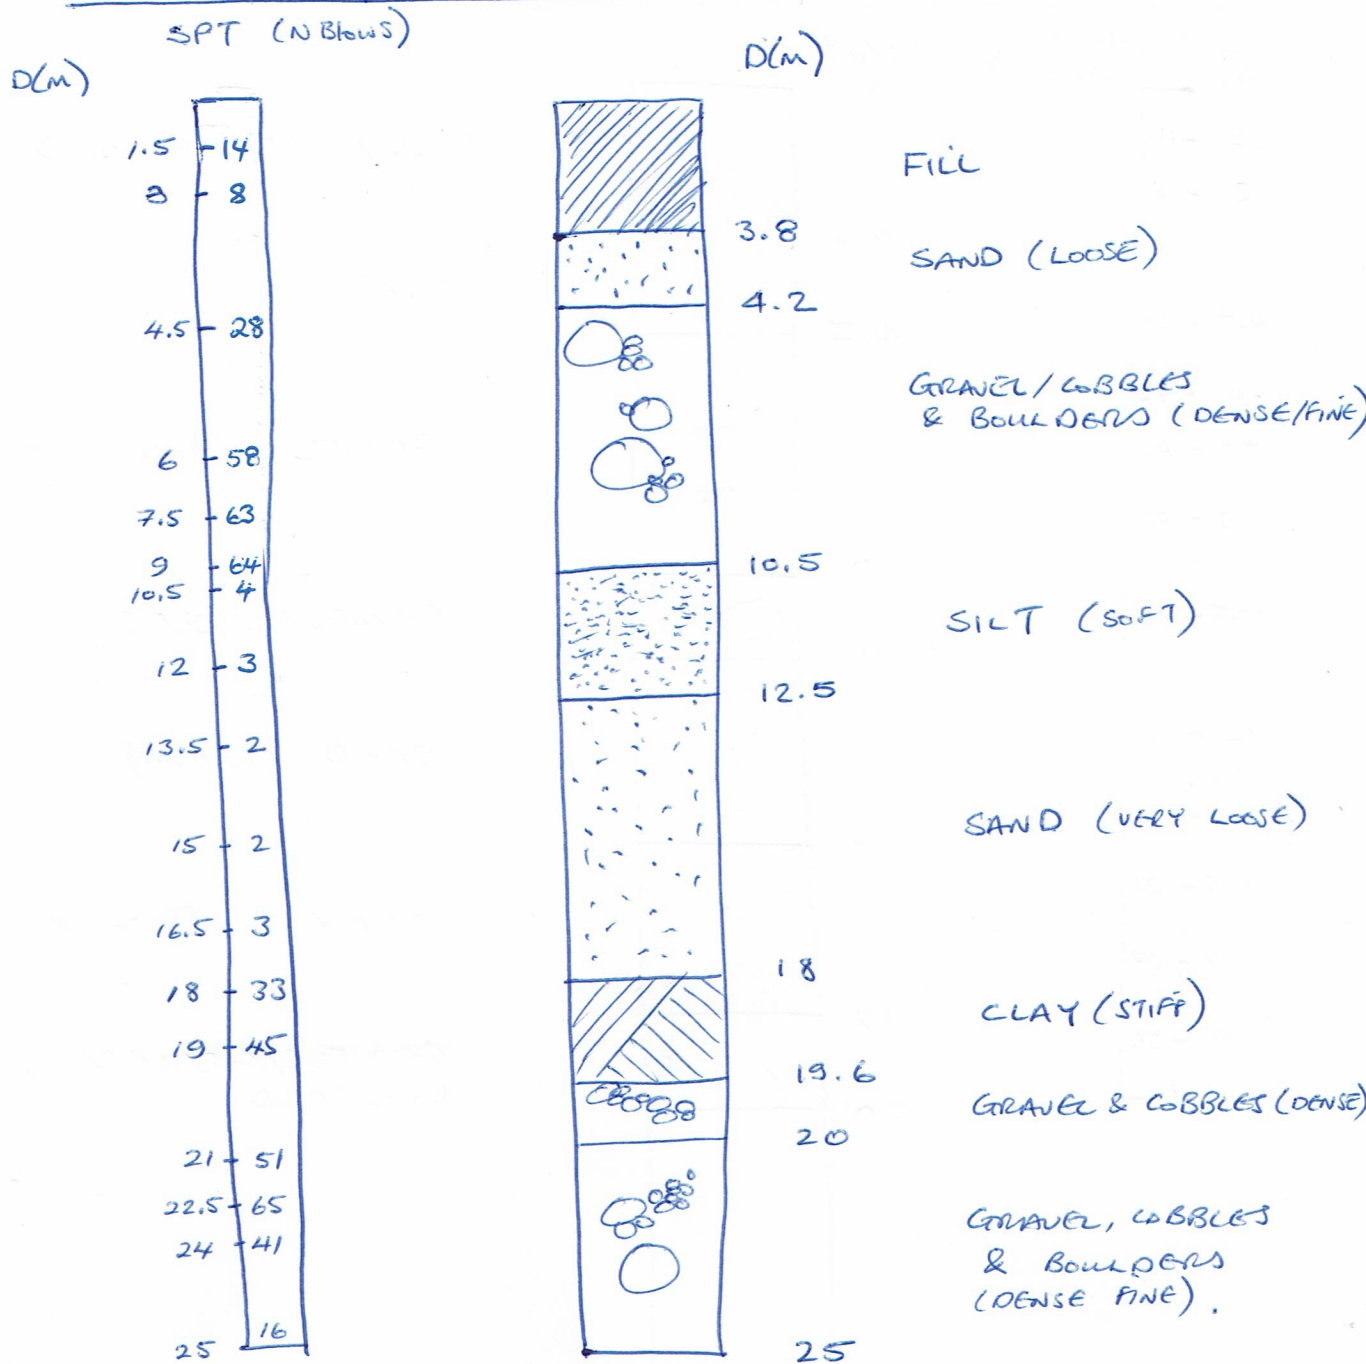 SPT (N Blows)
D(m)
D(m)
1.5 14
3 8
4.5 28
6 58
7.5 63
9 64
10.5 4
12 3
13.5 2
15 2
16.5 3
18 33
19 45
21 51
22.5 65
24 41
25 16
FILL
3.8
SAND (LOOSE)
4.2
GRAVEL/COBBLES
& BOULDERS (DENSE/FINE)
10.5
SILT (SOFT)
12.5
SAND (VERY LOOSE)
18
CLAY (STIFF)
19.6
GRAVEL & COBBLES (DENSE)
20
GRAVEL, COBBLES
& BOULDERS
(DENSE FINE).
25